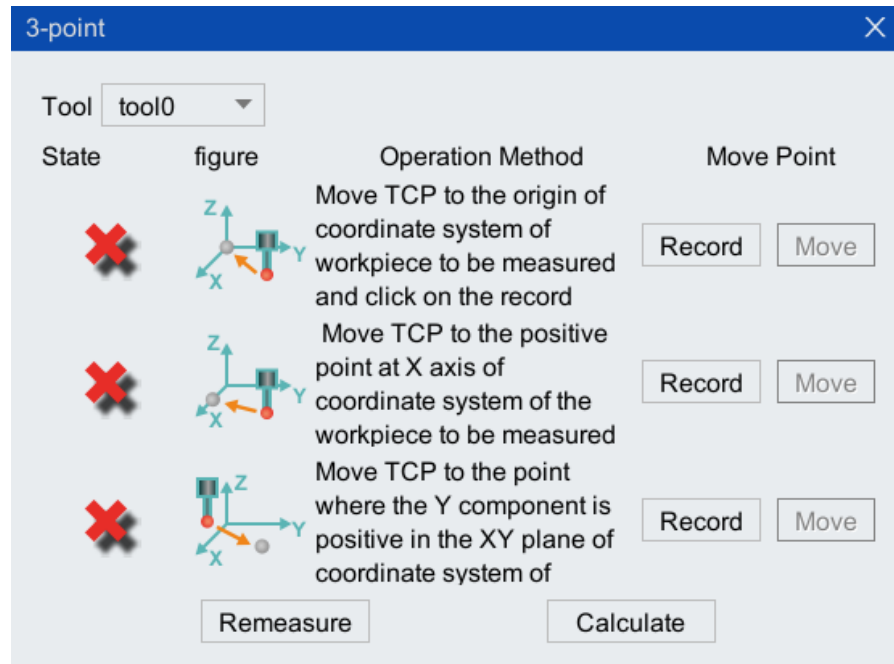 3-point
Tool tool0
State figure Operation Method Move Point
Move TCP to the origin of
coordinate system of
workpiece to be measured
and click on the record
Z
Y
X
Record Move
Move TCP to the positive
point at X axis of
coordinate system of the
workpiece to be measured
Z
Y
X
Record Move
Move TCP to the point
where the Y component is
positive in the XY plane of
coordinate system of
Z
Y
X
Record Move
Remeasure Calculate